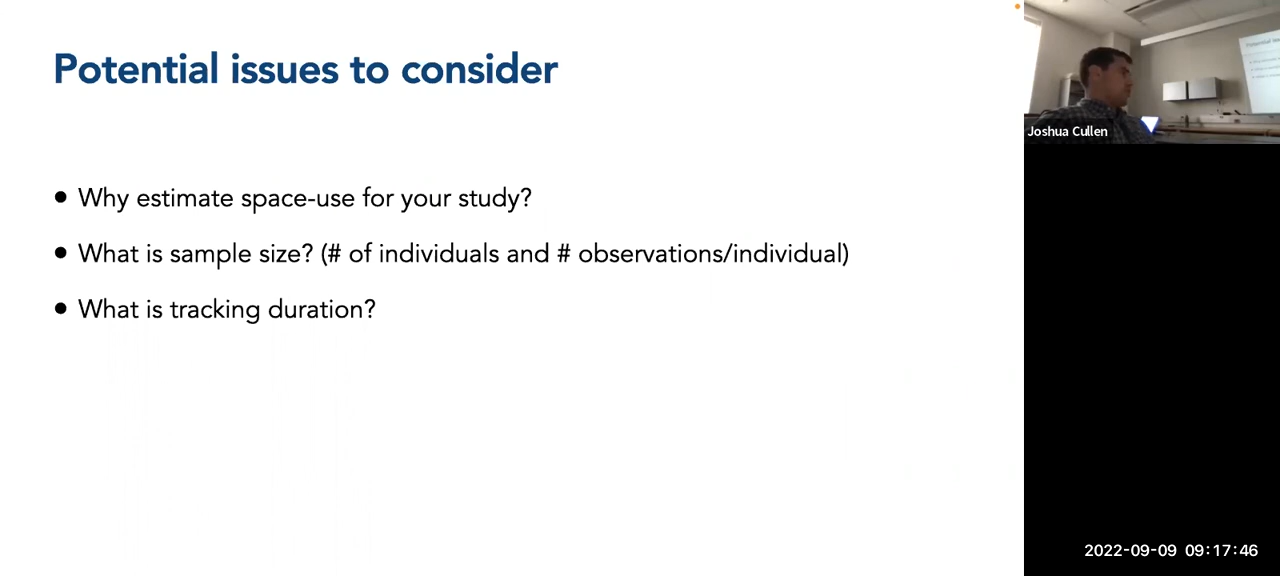 Potential issues to consider
• Why estimate space-use for your study?
• What is sample size? (# of individuals and # observations/individual)
• What is tracking duration?
Joshua Cullen
2022-09-09 09:17:46